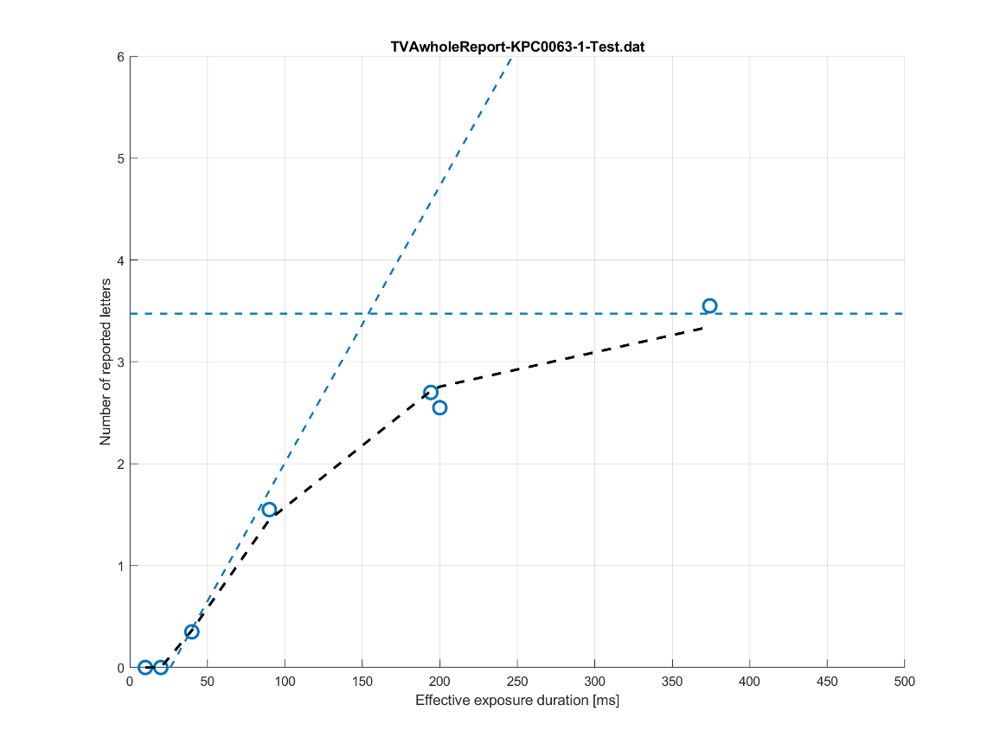 TVAwholeReport-KPC0063-1-Test.dat
6
5
4
3
2
1
0
Number of reported letters
0 50 100 150 200 250 300 350 400 450 500
Effective exposure duration [ms]